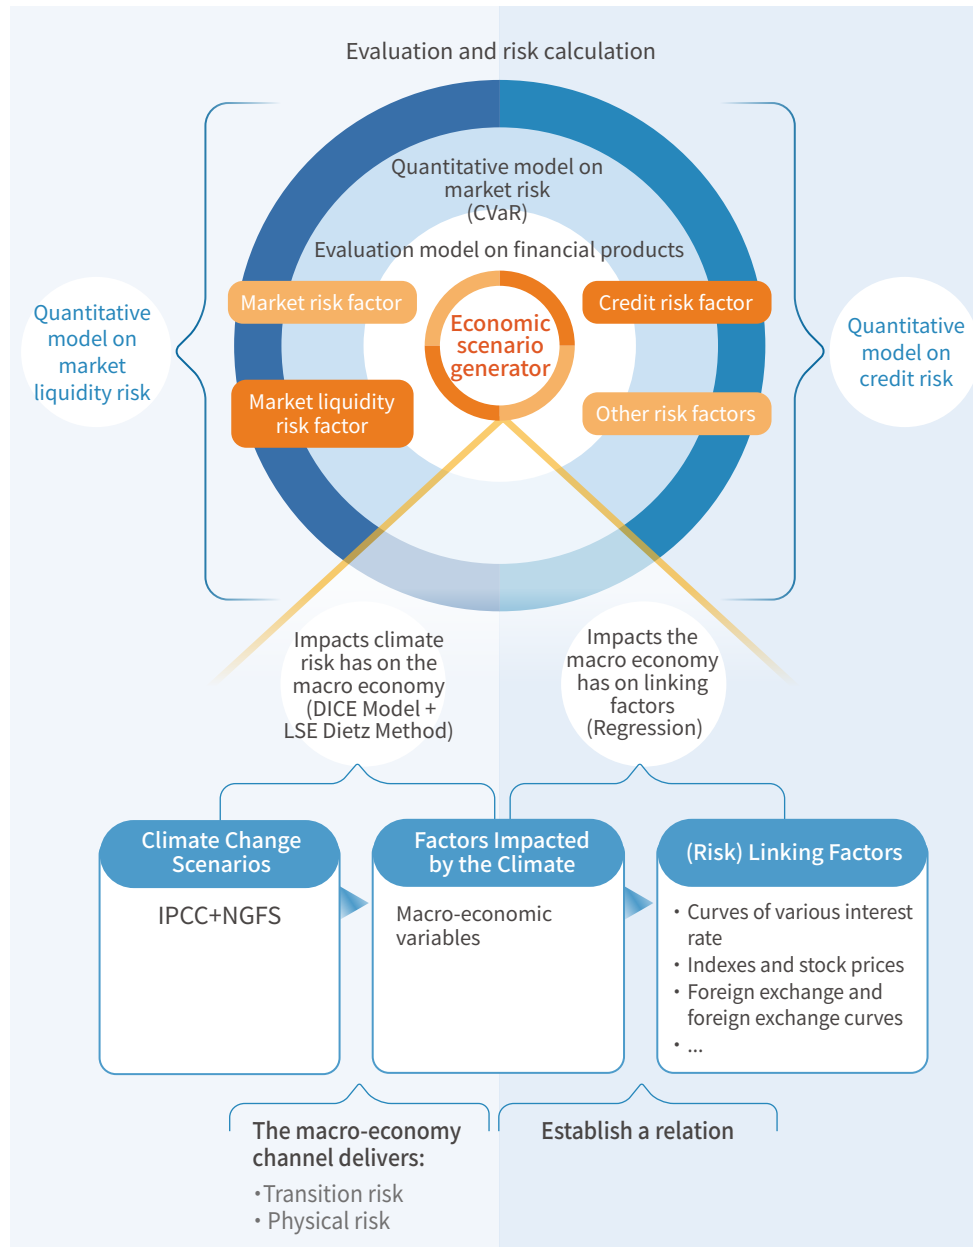 Evaluation and risk calculation
Quantitative model on
market risk
(CVaR)
Evaluation model on financial products
Market risk factor
Credit risk factor
Economic
scenario
generator
Market liquidity
risk factor
Other risk factors
Quantitative
model on
market
liquidity risk
Quantitative
model on
credit risk
Impacts climate
risk has on the
macro economy
(DICE Model +
LSE Dietz Method)
Impacts the
macro economy
has on linking
factors
(Regression)
Climate Change
Scenarios
IPCC+NGFS
Factors Impacted
by the Climate
Macro-economic
variables
(Risk) Linking Factors
• Curves of various interest
rate
• Indexes and stock prices
• Foreign exchange and
foreign exchange curves
• ...
The macro-economy
channel delivers:
• Transition risk
• Physical risk
Establish a relation